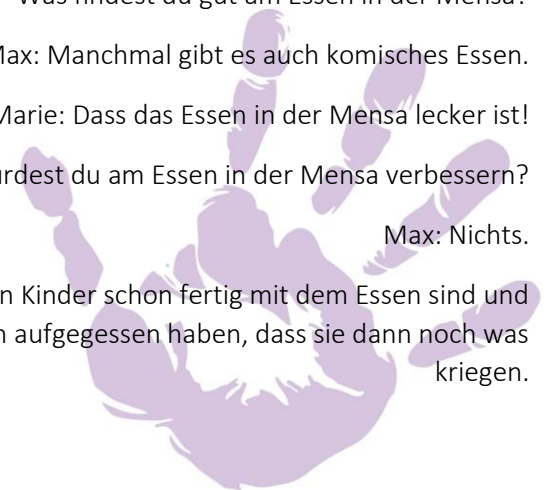 Was findest du gut am Essen in der Mensa?
Max: Manchmal gibt es auch komisches Essen.
Marie: Dass das Essen in der Mensa lecker ist!
du am Essen in der Mensa verbessern?
Max: Nichts.
Kinder schon fertig mit dem Essen sind und
aufgegessen haben, dass sie dann noch was
kriegen.